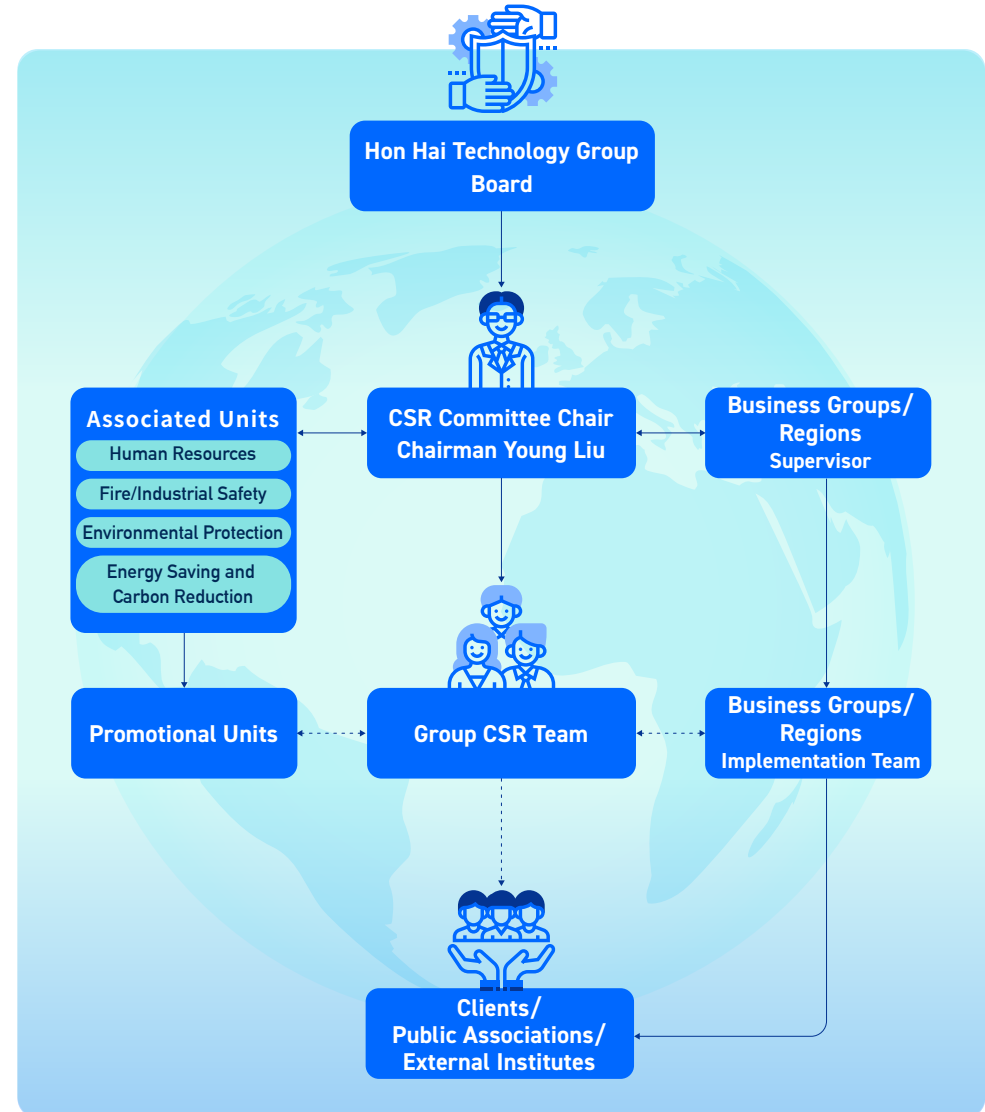 Hon Hai Technology Group
Board
Associated Units
Human Resources
Fire/Industrial Safety
Environmental Protection
Energy Saving and
Carbon Reduction
CSR Committee Chair
Chairman Young Liu
Business Groups/
Regions
Supervisor
Promotional Units
Group CSR Team
Business Groups/
Regions
Implementation Team
Clients/
Public Associations/
External Institutes